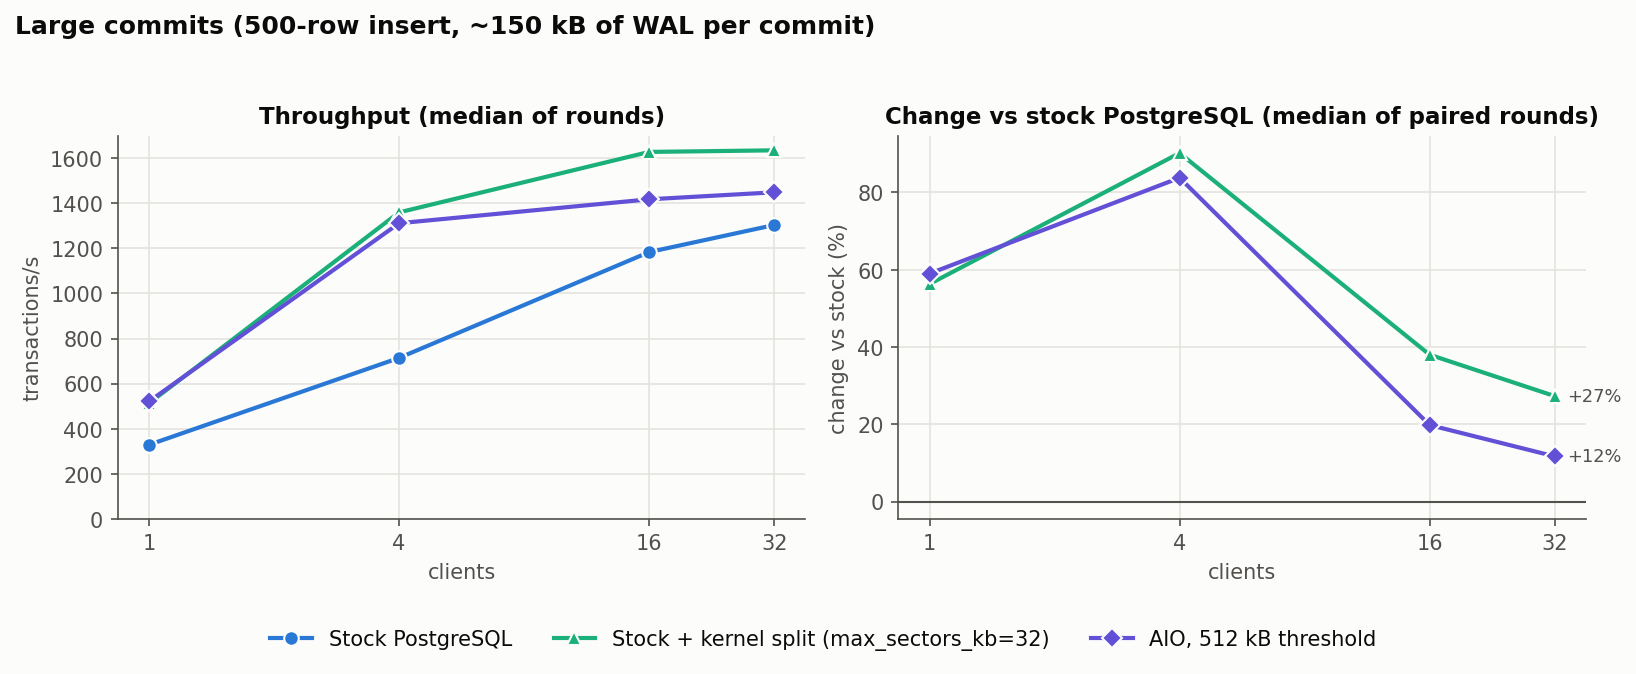 Large commits (500-row insert, ~150 kB of WAL per commit)
Throughput (median of rounds)
transactions/s
1600
1400
1200
1000
800
600
400
200
0
1
4
16
32
clients
Change vs stock PostgreSQL (median of paired rounds)
change vs stock (%)
80
60
40
20
0
+27%
+12%
1
4
16
32
clients
Stock PostgreSQL
Stock + kernel split (max_sectors_kb=32)
AIO, 512 kB threshold